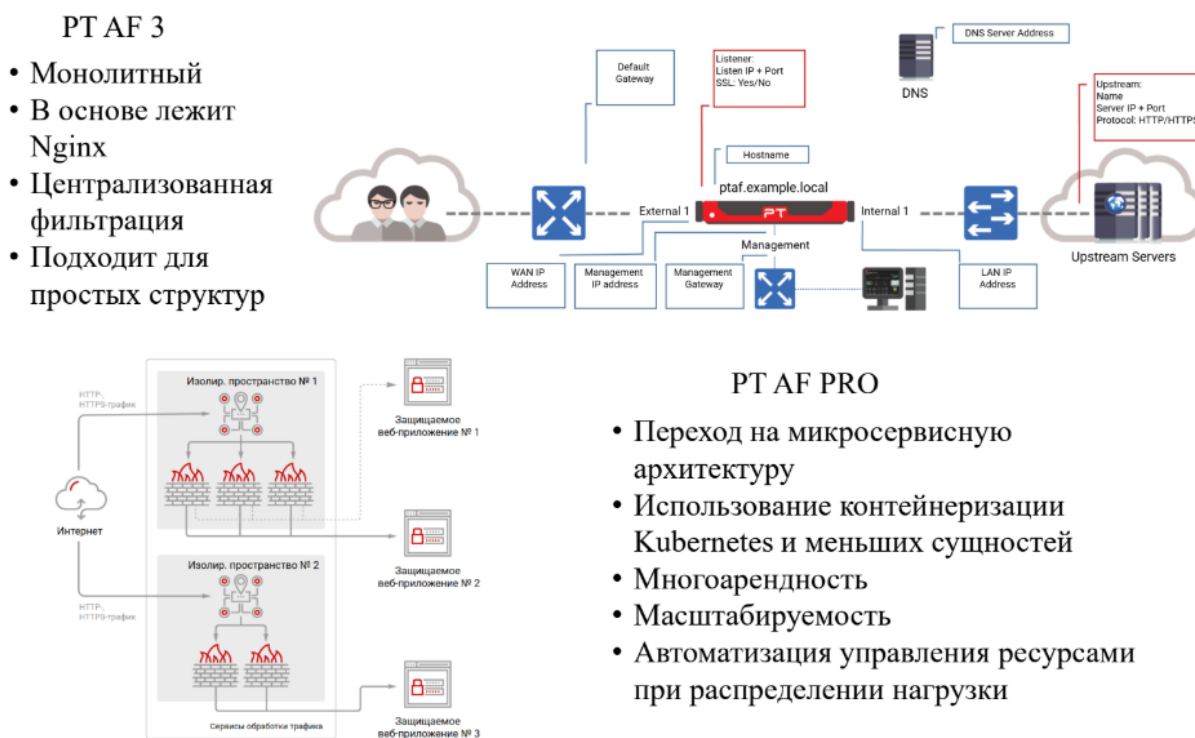 PT AF 3
• Монолитный
• В основе лежит
Nginx
• Централизованная
фильтрация
• Подходит для
простых структур
Default
Gateway
Listener:
Listen IP + Port
SSL: Yes/No
DNS Server Address
DNS
Upstream:
Name
Server IP + Port
Protocol: HTTP/HTTPS
Hostname
ptaf.example.local
External 1
PT
Internal 1
Management
Upstream Servers
WAN IP
Address
Management
IP address
Management
Gateway
LAN IP
Address
Изолир. пространство № 1
HTTP-,
HTTPS-трафик
Защищаемое
веб-приложение № 1
Интернет
Защищаемое
веб-приложение № 2
Изолир. пространство № 2
HTTP-,
HTTPS-трафик
Сервисы обработки трафика
Защищаемое
веб-приложение № 3
PT AF PRO
• Переход на микросервисную
архитектуру
• Использование контейнеризации
Kubernetes и меньших сущностей
• Многоарендность
• Масштабируемость
• Автоматизация управления ресурсами
при распределении нагрузки